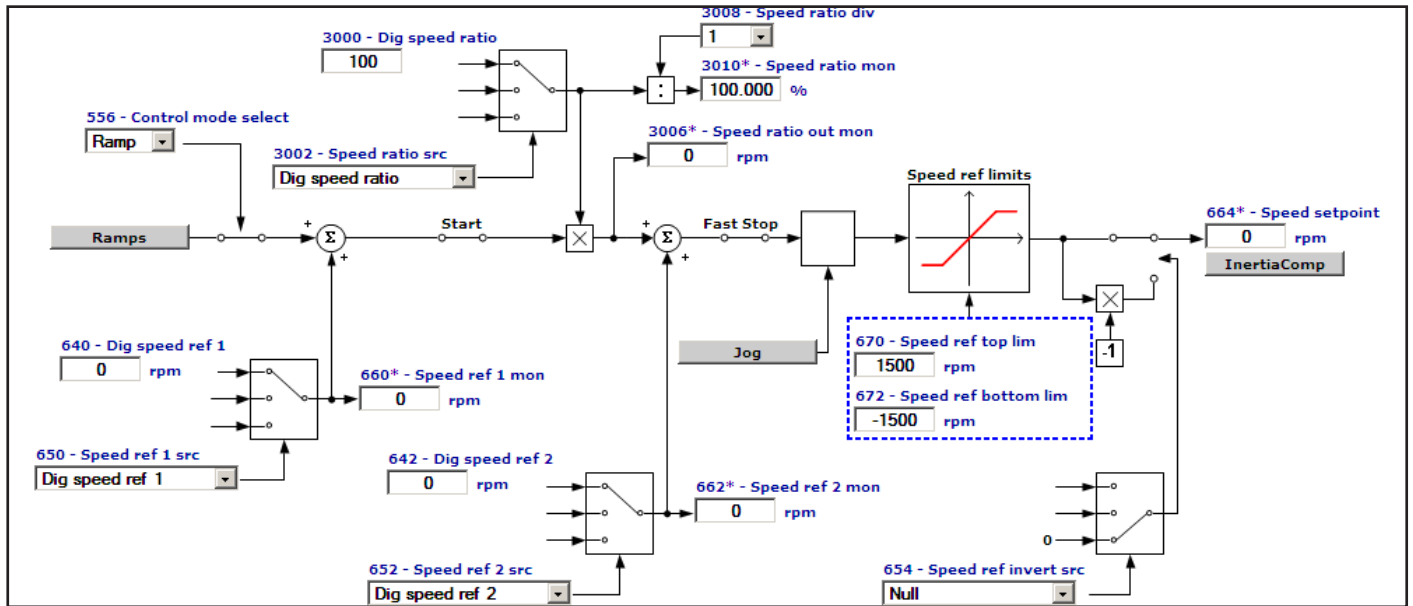 3008 - Speed ratio div
1
3000 - Dig speed ratio
100
3010* - Speed ratio mon
:
100.000 %
556 - Control mode select
Ramp
3006* - Speed ratio out mon
0 rpm
3002 - Speed ratio src
Dig speed ratio
Speed ref limits
664* - Speed setpoint
0 rpm
InertiaComp
Ramps
+
Σ
+
Start
×
+
Σ
+
Fast Stop
×
-1
640 - Dig speed ref 1
0
rpm
660* - Speed ref 1 mon
0 rpm
Jog
670 - Speed ref top lim
1500 rpm
672 - Speed ref bottom lim
-1500 rpm
650 - Speed ref 1 src
Dig speed ref 1
642 - Dig speed ref 2
0 rpm
662* - Speed ref 2 mon
0 rpm
0
652 - Speed ref 2 src
Dig speed ref 2
654 - Speed ref invert src
Null